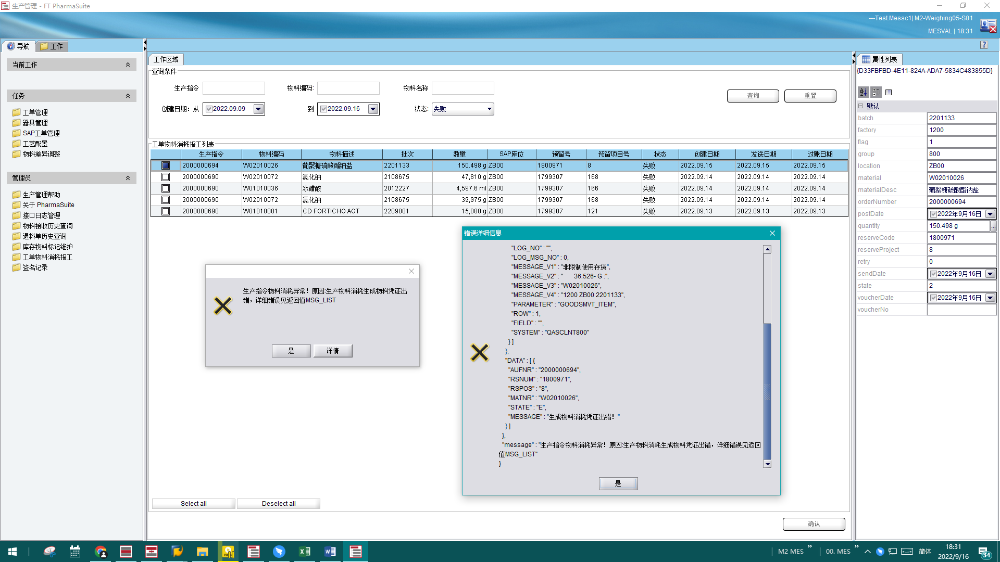 生产管理 - FT PharmaSuite
---Test.Messc1| M2-Weighing05-S01
MESVAL | 18:31
导航
工作
当前工作
任务
工单管理
器具管理
SAP工单管理
工艺配置
物料差异调整
管理员
生产管理帮助
关于 PharmaSuite
接口日志管理
物料接收历史查询
退料单历史查询
库存物料标记维护
工单物料消耗报工
签名记录
工作区域
查询条件
生产指令
物料编码:
物料名称
查询
重置
创建日期: 从
2022.09.09
到
2022.09.16
状态:
失败
工单物料消耗报工列表
生产指令 物料编码 物料描述 批次 数量 SAP库位 预留号 预留项目号 状态 创建日期 发送日期 过账日期
2000000694 W02010026 葡聚糖硫酸酯钠盐 2201133 150.498 g ZB00 1800971 8 失败 2022.09.15 2022.09.15 2022.09.15
2000000690 W02010072 氯化钠 2108675 47,810 g ZB00 1799307 168 失败 2022.09.14 2022.09.14 2022.09.14
2000000690 W01010036 冰醋酸 2012227 4,597.6 ml ZB00 1799307 166 失败 2022.09.14 2022.09.14 2022.09.14
2000000690 W02010072 氯化钠 2108675 39,975 g ZB00 1799307 168 失败 2022.09.14 2022.09.14 2022.09.14
2000000690 W01010001 CD FORTICHO AGT 2209001 15,080 g ZB00 1799307 121 失败 2022.09.13 2022.09.13 2022.09.13
生产指令物料消耗异常！原因:生产物料消耗生成物料凭证出
错，详细错误见返回值MSG_LIST
是
详情
错误详细信息
"LOG_NO" : "",
"LOG_MSG_NO" : 0,
"MESSAGE_V1" : "非限制使用存货",
"MESSAGE_V2" : "      36.526- G :",
"MESSAGE_V3" : "W02010026",
"MESSAGE_V4" : "1200 ZB00 2201133",
"PARAMETER" : "GOODSMVT_ITEM",
"ROW" : 1,
"FIELD" : "",
"SYSTEM" : "QASCLNT800"
} ]
},
"DATA" : [ {
"AUFNR" : "2000000694",
"RSNUM" : "1800971",
"RSPOS" : "8",
"MATNR" : "W02010026",
"STATE" : "E",
"MESSAGE" : "生成物料消耗凭证出错！"
} ]
},
"message" : "生产指令物料消耗异常！原因:生产物料消耗生成物料凭证出错，详细错误见返回
值MSG_LIST"
}
是
Select all
Deselect all
确认
属性列表
{D33FBFBD-4E11-824A-ADA7-5834C483855D}
默认
batch 2201133
factory 1200
flag 1
group 800
location ZB00
material W02010026
materialDesc 葡聚糖硫酸酯钠盐
orderNumber 2000000694
postDate 2022年9月16日
quantity 150.498 g ...
reserveCode 1800971
reserveProject 8
retry 0
sendDate 2022年9月16日
state 2
voucherDate 2022年9月16日
voucherNo
M2 MES
00. MES
简体
18:31
2022/9/16
34